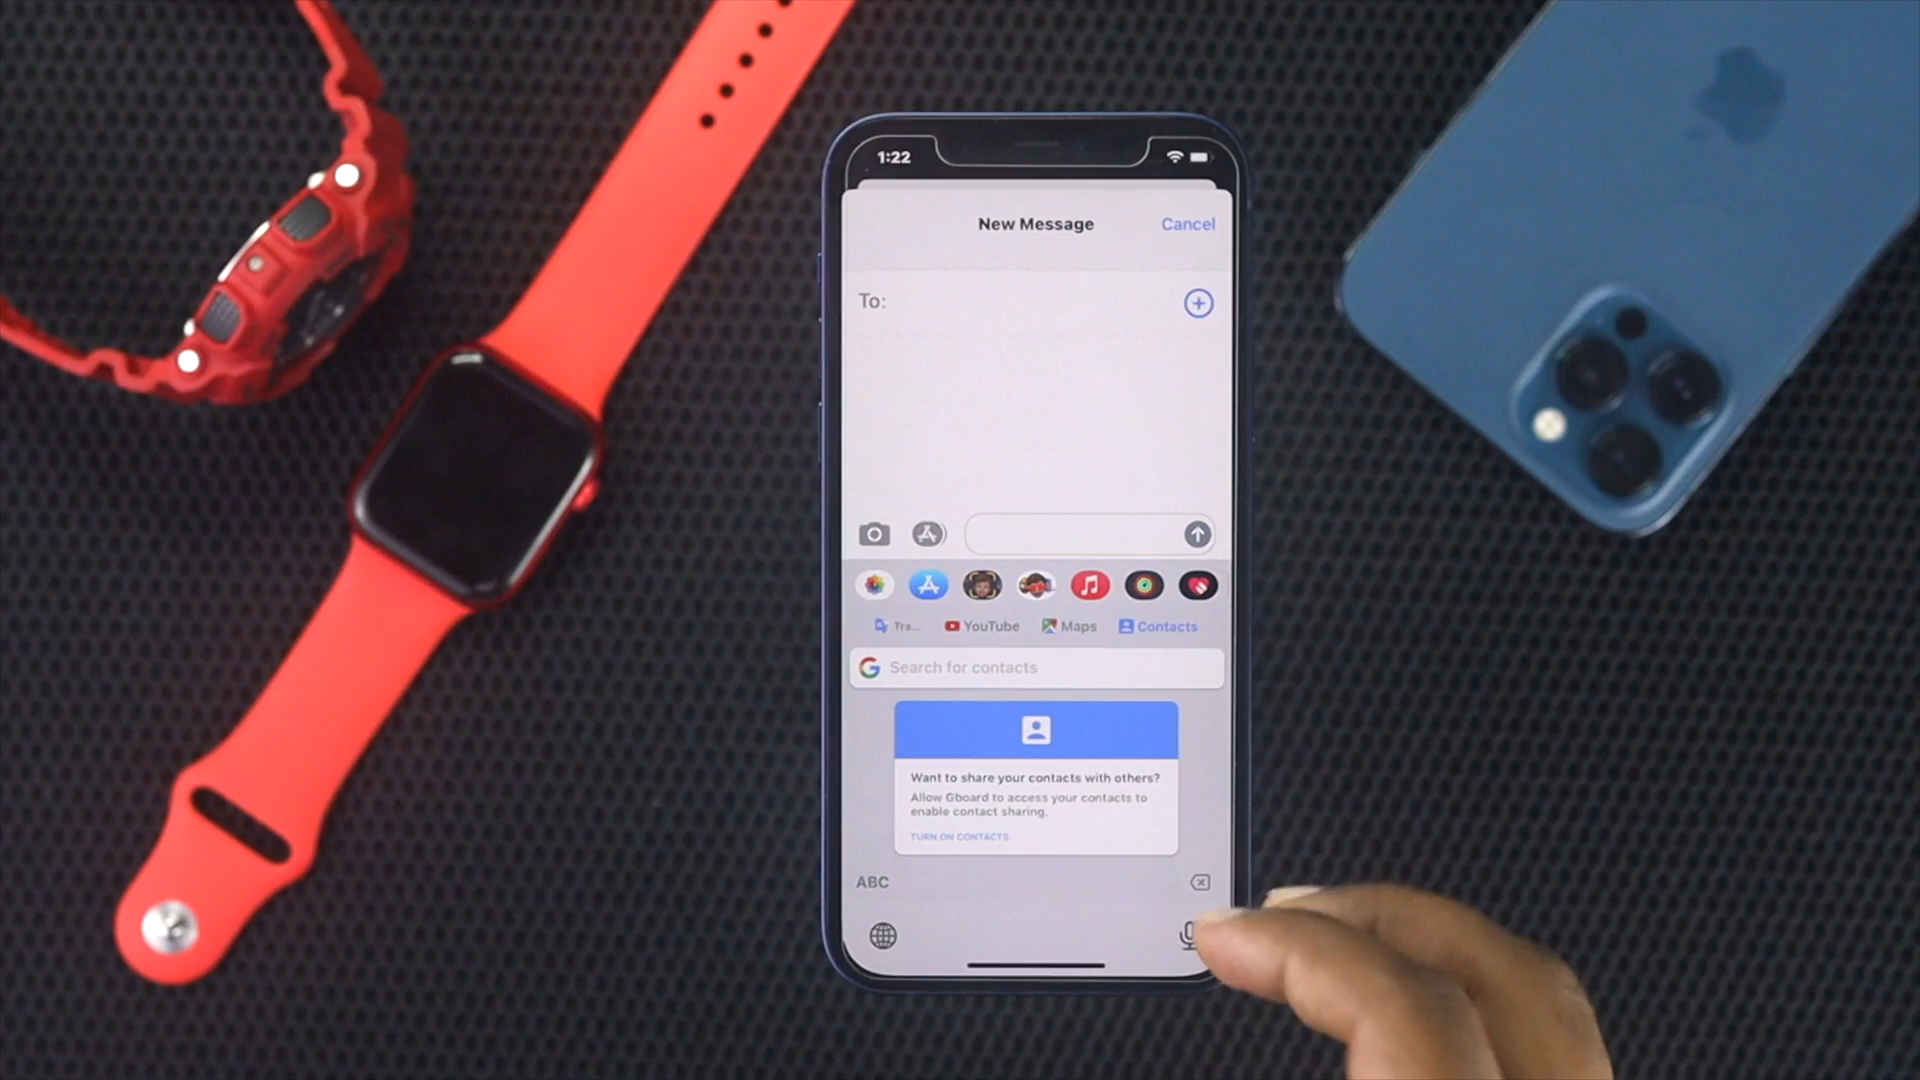 1:22
New Message
Cancel
To:
Tra...
YouTube
Maps
Contacts
Search for contacts
Want to share your contacts with others?
Allow Gboard to access your contacts to
enable contact sharing.
TURN ON CONTACTS
ABC